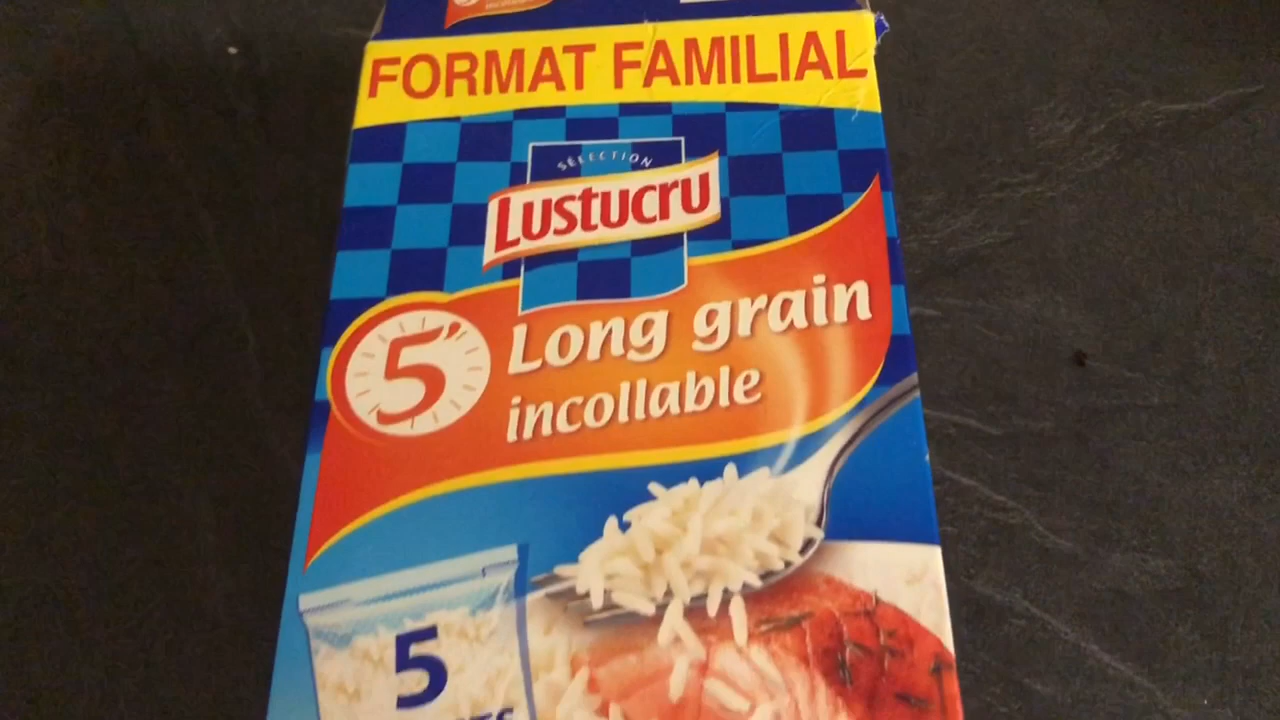 FORMAT FAMILIAL
SÉLECTION
Lustucru
5'
Long grain
incollable
5